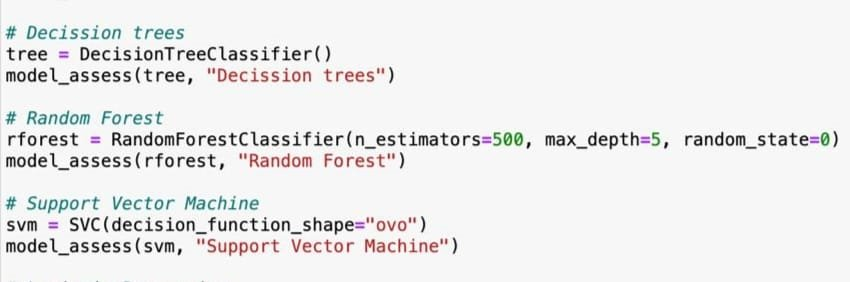 # Decission trees
tree = DecisionTreeClassifier()
model_assess(tree, "Decission trees")
# Random Forest
rforest = RandomForestClassifier(n_estimators=500, max_depth=5, random_state=0)
model_assess(rforest, "Random Forest")
# Support Vector Machine
svm = SVC(decision_function_shape="ovo")
model_assess(svm, "Support Vector Machine")